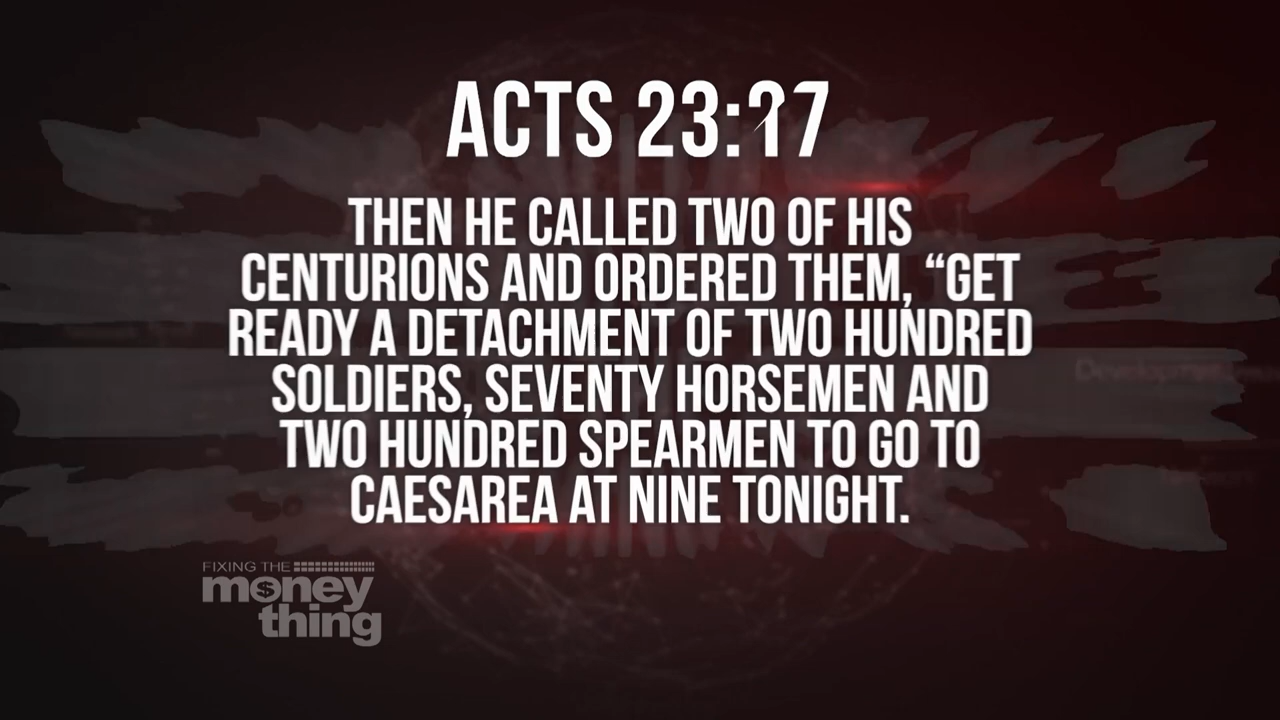 ACTS 23:
THEN HE CALLED TWO OF HIS
CENTURIONS AND ORDERED THEM, “GET
READY A DETACHMENT OF TWO HUNDRED
SOLDIERS, SEVENTY HORSEMEN AND
TWO HUNDRED SPEARMEN TO GO TO
CAESAREA AT NINE TONIGHT.
FIXING THE
money
thing